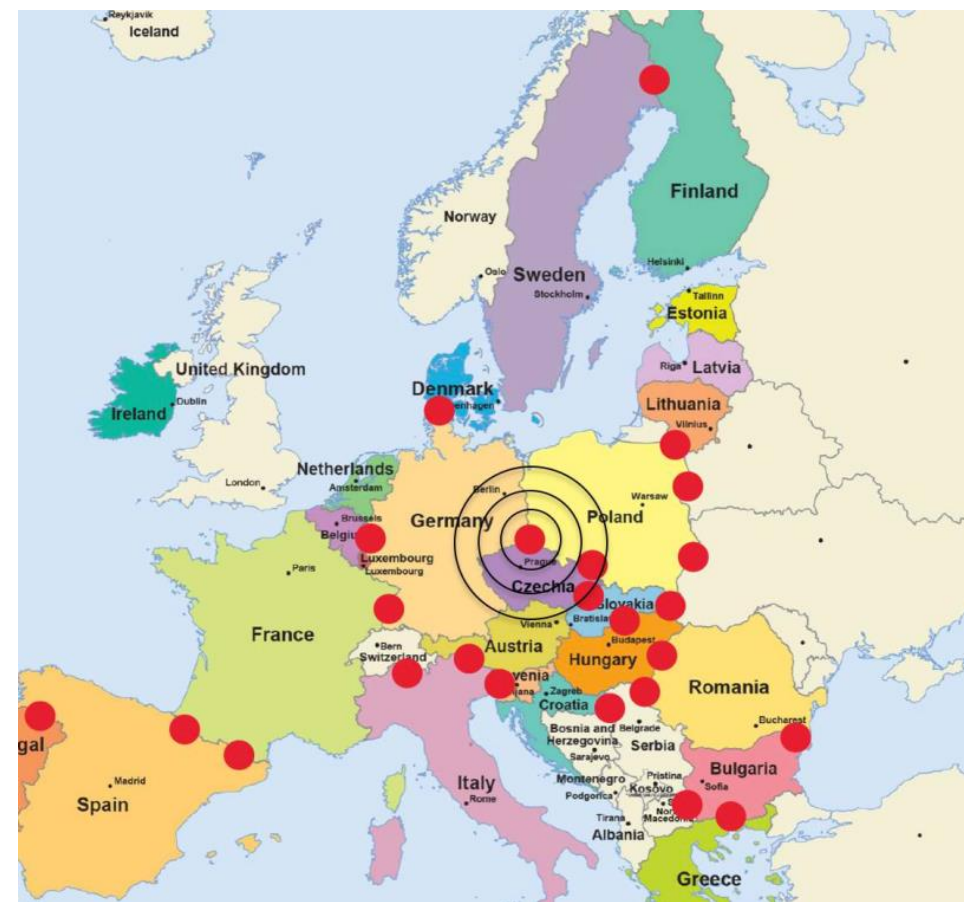 Reykjavik
Iceland
Norway
Finland
Oslo
Helsinki
Sweden
Stockholm
Tallinn
Estonia
Riga
Latvia
United Kingdom
Denmark
Lithuania
Dublin
Ireland
Vilnius
Netherlands
Amsterdam
London
Berlin
Warsaw
Brussels
Germany
Poland
Luxembourg
Luxembourg
Paris
Prague
Czechia
Slovakia
Vienna
France
Bern
Switzerland
Austria
Budapest
Hungary
Zagreb
Croatia
Romania
Bucharest
Belgrade
Bosnia and
Herzegovina
Serbia
Sarajevo
gal
Madrid
Spain
Italy
Rome
Montenegro
Podgorica
Pristina
Kosovo
Bulgaria
Sofia
Tirana
Albania
Greece